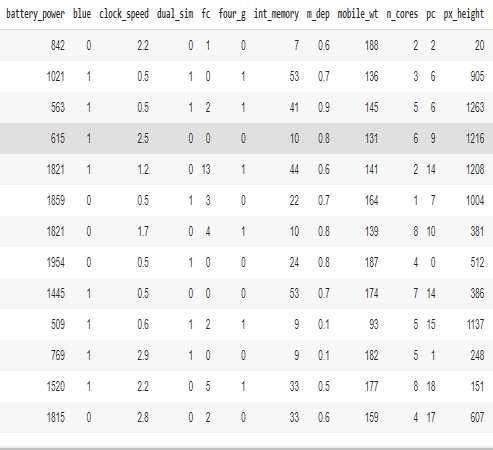 battery_power blue clock_speed dual_sim fc four_g int_memory m_dep mobile_wt n_cores pc px_height
842 0 2.2 0 1 0 7 0.6 188 2 2 20
1021 1 0.5 1 0 1 53 0.7 136 3 6 905
563 1 0.5 1 2 1 41 0.9 145 5 6 1263
615 1 2.5 0 0 0 10 0.8 131 6 9 1216
1821 1 1.2 0 13 1 44 0.6 141 2 14 1208
1859 0 0.5 1 3 0 22 0.7 164 1 7 1004
1821 0 1.7 0 4 1 10 0.8 139 8 10 381
1954 0 0.5 1 0 0 24 0.8 187 4 0 512
1445 1 0.5 0 0 0 53 0.7 174 7 14 386
509 1 0.6 1 2 1 9 0.1 93 5 15 1137
769 1 2.9 1 0 0 9 0.1 182 5 1 248
1520 1 2.2 0 5 1 33 0.5 177 8 18 151
1815 0 2.8 0 2 0 33 0.6 159 4 17 607